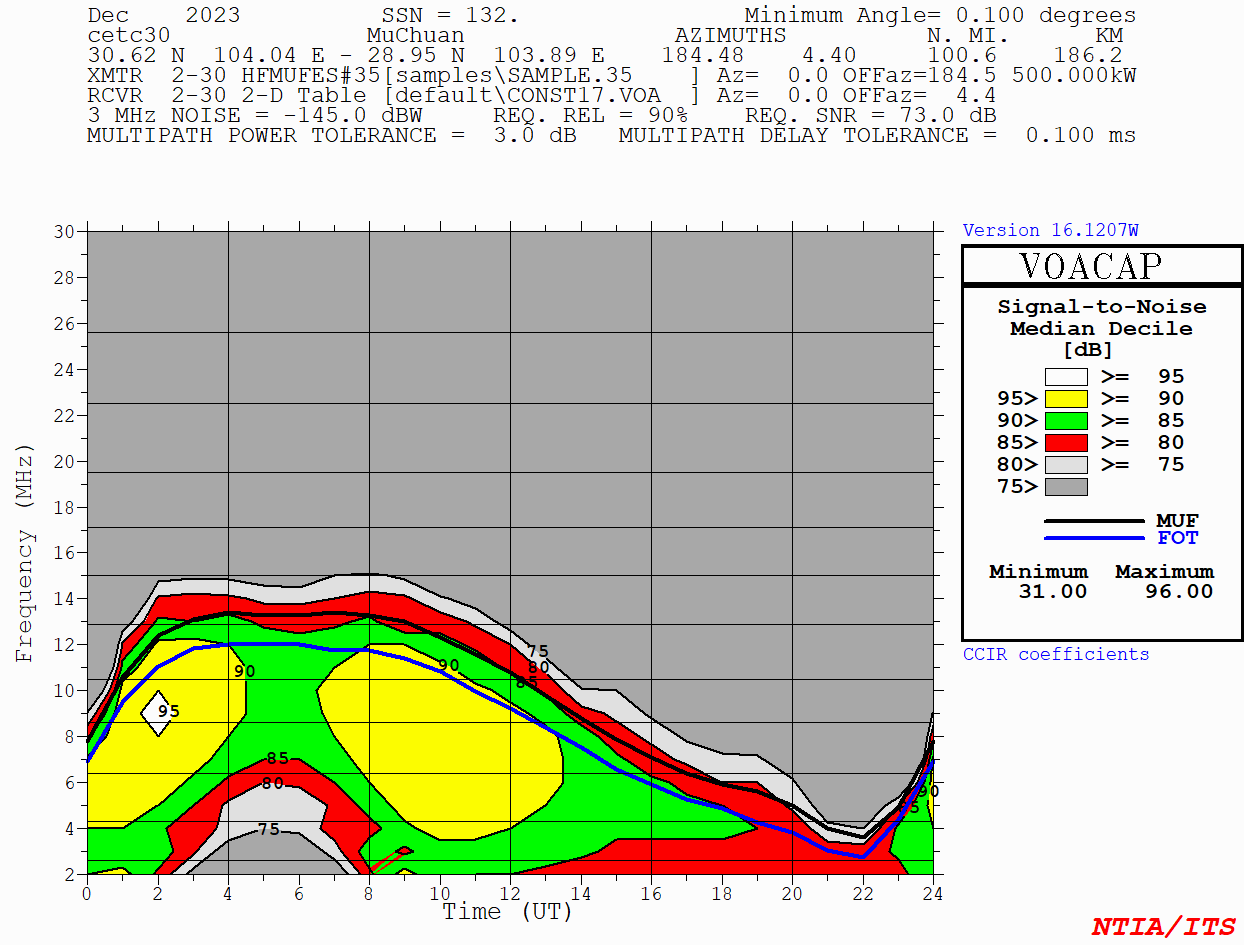 Dec    2023          SSN = 132.                Minimum Angle= 0.100 degrees
cetc30              MuChuan               AZIMUTHS          N. MI.      KM
30.62 N  104.04 E - 28.95 N  103.89 E    184.48    4.40     100.6    186.2
XMTR  2-30 HFMUFES#35[samples\SAMPLE.35    ] Az=  0.0 OFFaz=184.5 500.000kW
RCVR  2-30 2-D Table [default\CONST17.VOA  ] Az=  0.0 OFFaz=  4.4
3 MHz NOISE = -145.0 dBW     REQ. REL = 90%    REQ. SNR = 73.0 dB
MULTIPATH POWER TOLERANCE =  3.0 dB   MULTIPATH DELAY TOLERANCE =  0.100 ms
Version 16.1207W
VOACAP
Signal-to-Noise
Median Decile
[dB]
>= 95
95> >= 90
90> >= 85
85> >= 80
80> >= 75
75>
MUF
FOT
Minimum Maximum
31.00 96.00
CCIR coefficients
30
28
26
24
22
20
18
16
14
12
10
8
6
4
2
Frequency (MHz)
75
80
85
90
90
95
85
80
75
90
0 2 4 6 8 10 12 14 16 18 20 22 24
Time (UT)
NTIA/ITS